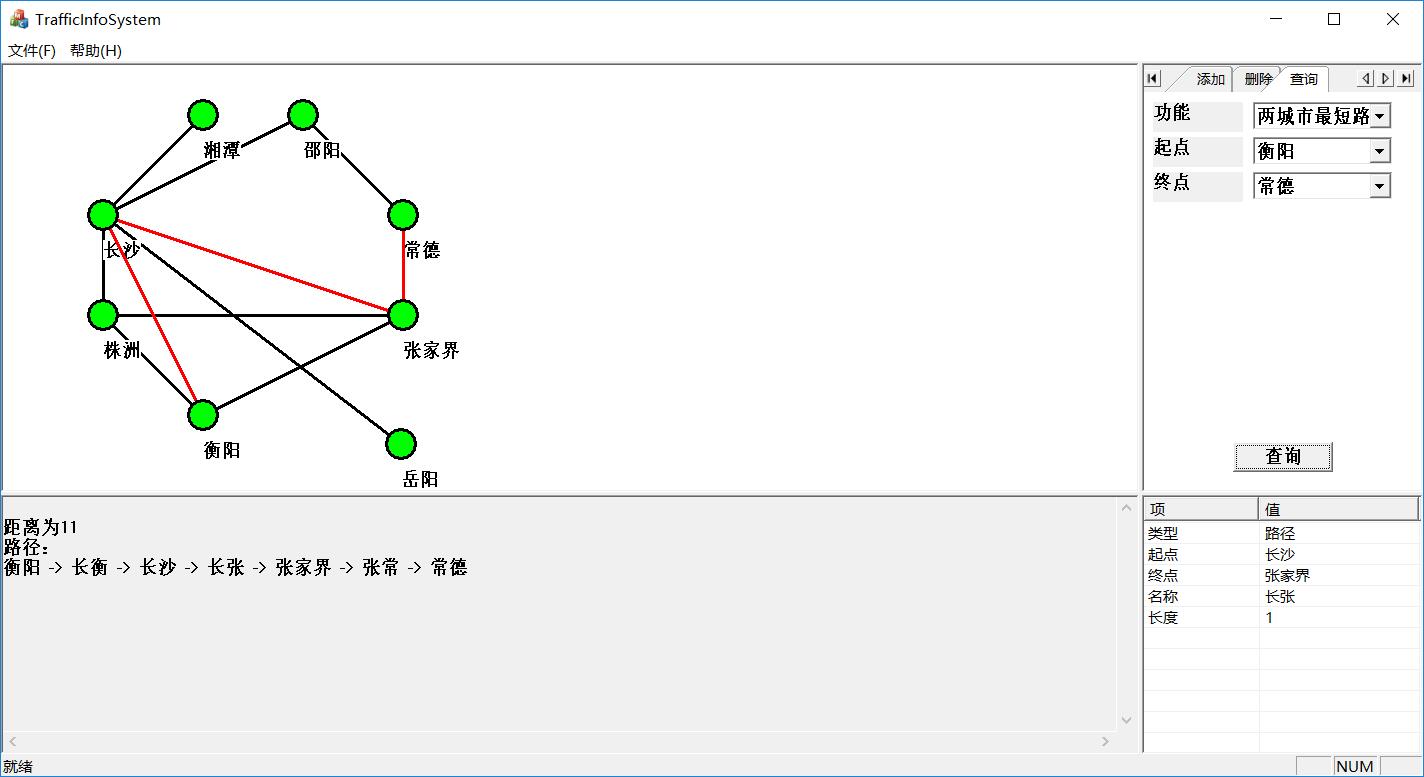 TrafficInfoSystem
文件(F) 帮助(H)
湘潭
邵阳
长沙
常德
株洲
张家界
衡阳
岳阳
添加 删除 查询
功能 两城市最短路
起点 衡阳
终点 常德
查询
距离为11
路径:
衡阳 -> 长衡 -> 长沙 -> 长张 -> 张家界 -> 张常 -> 常德
项 值
类型 路径
起点 长沙
终点 张家界
名称 长张
长度 1
就绪
NUM